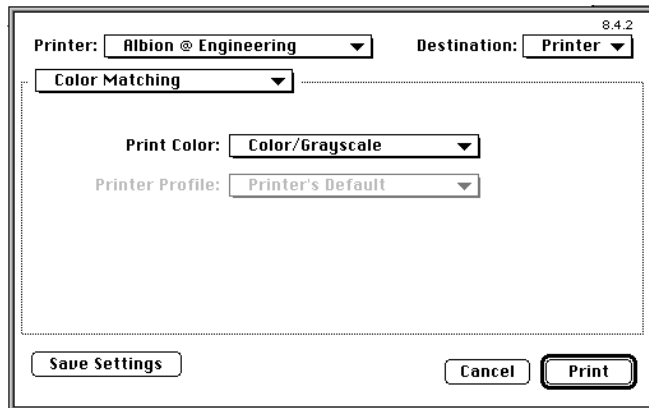 8.4.2
Printer: Albion @ Engineering Destination: Printer
Color Matching
Print Color: Color/Grayscale
Printer Profile: Printer's Default
Save Settings Cancel Print